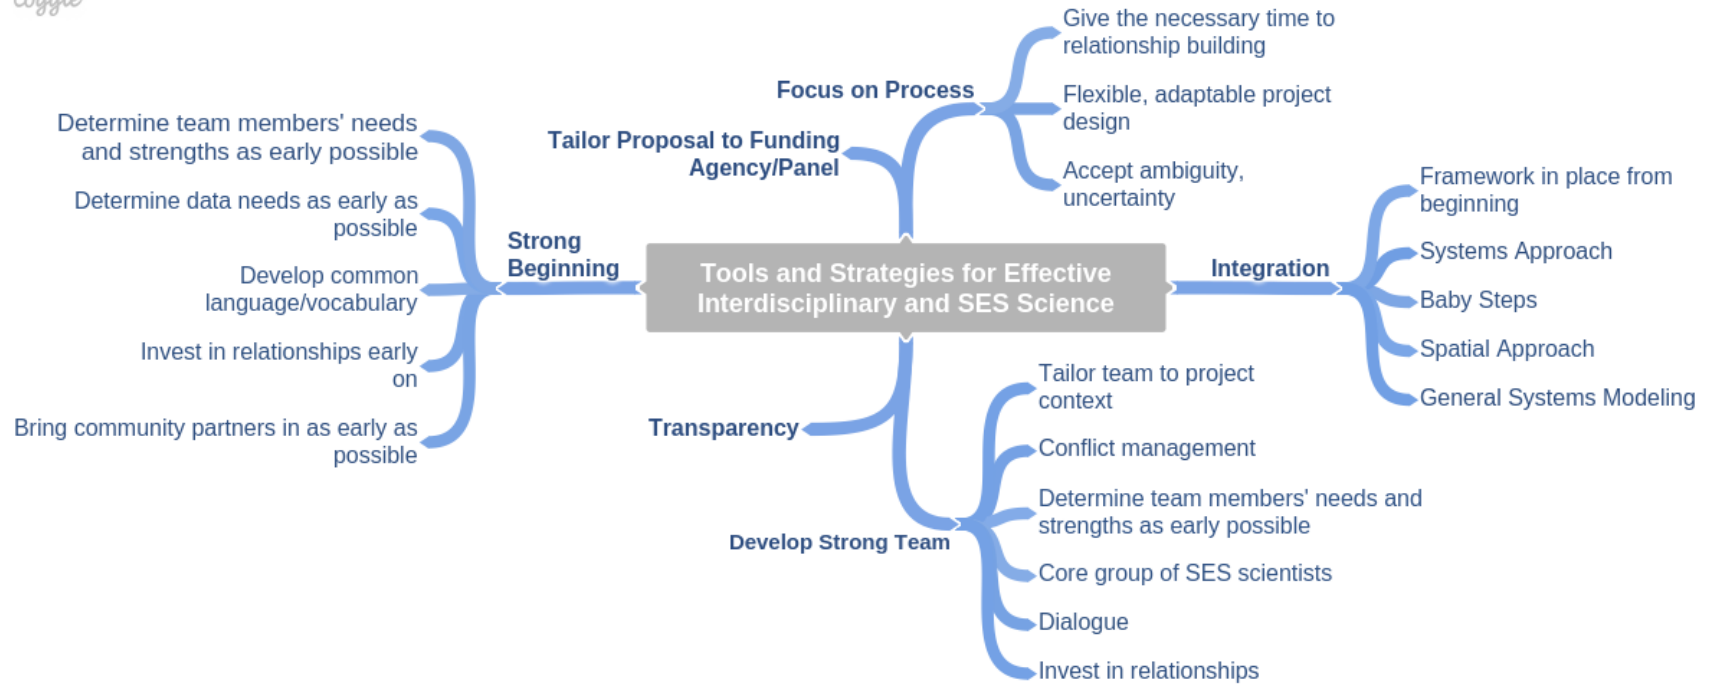 coggle
Give the necessary time to
relationship building
Focus on Process
Flexible, adaptable project
design
Accept ambiguity,
uncertainty
Tailor Proposal to Funding
Agency/Panel
Determine team members' needs
and strengths as early possible
Determine data needs as early as
possible
Develop common
language/vocabulary
Invest in relationships early
on
Bring community partners in as early as
possible
Strong
Beginning
Tools and Strategies for Effective
Interdisciplinary and SES Science
Integration
Framework in place from
beginning
Systems Approach
Baby Steps
Spatial Approach
General Systems Modeling
Transparency
Develop Strong Team
Tailor team to project
context
Conflict management
Determine team members' needs and
strengths as early possible
Core group of SES scientists
Dialogue
Invest in relationships